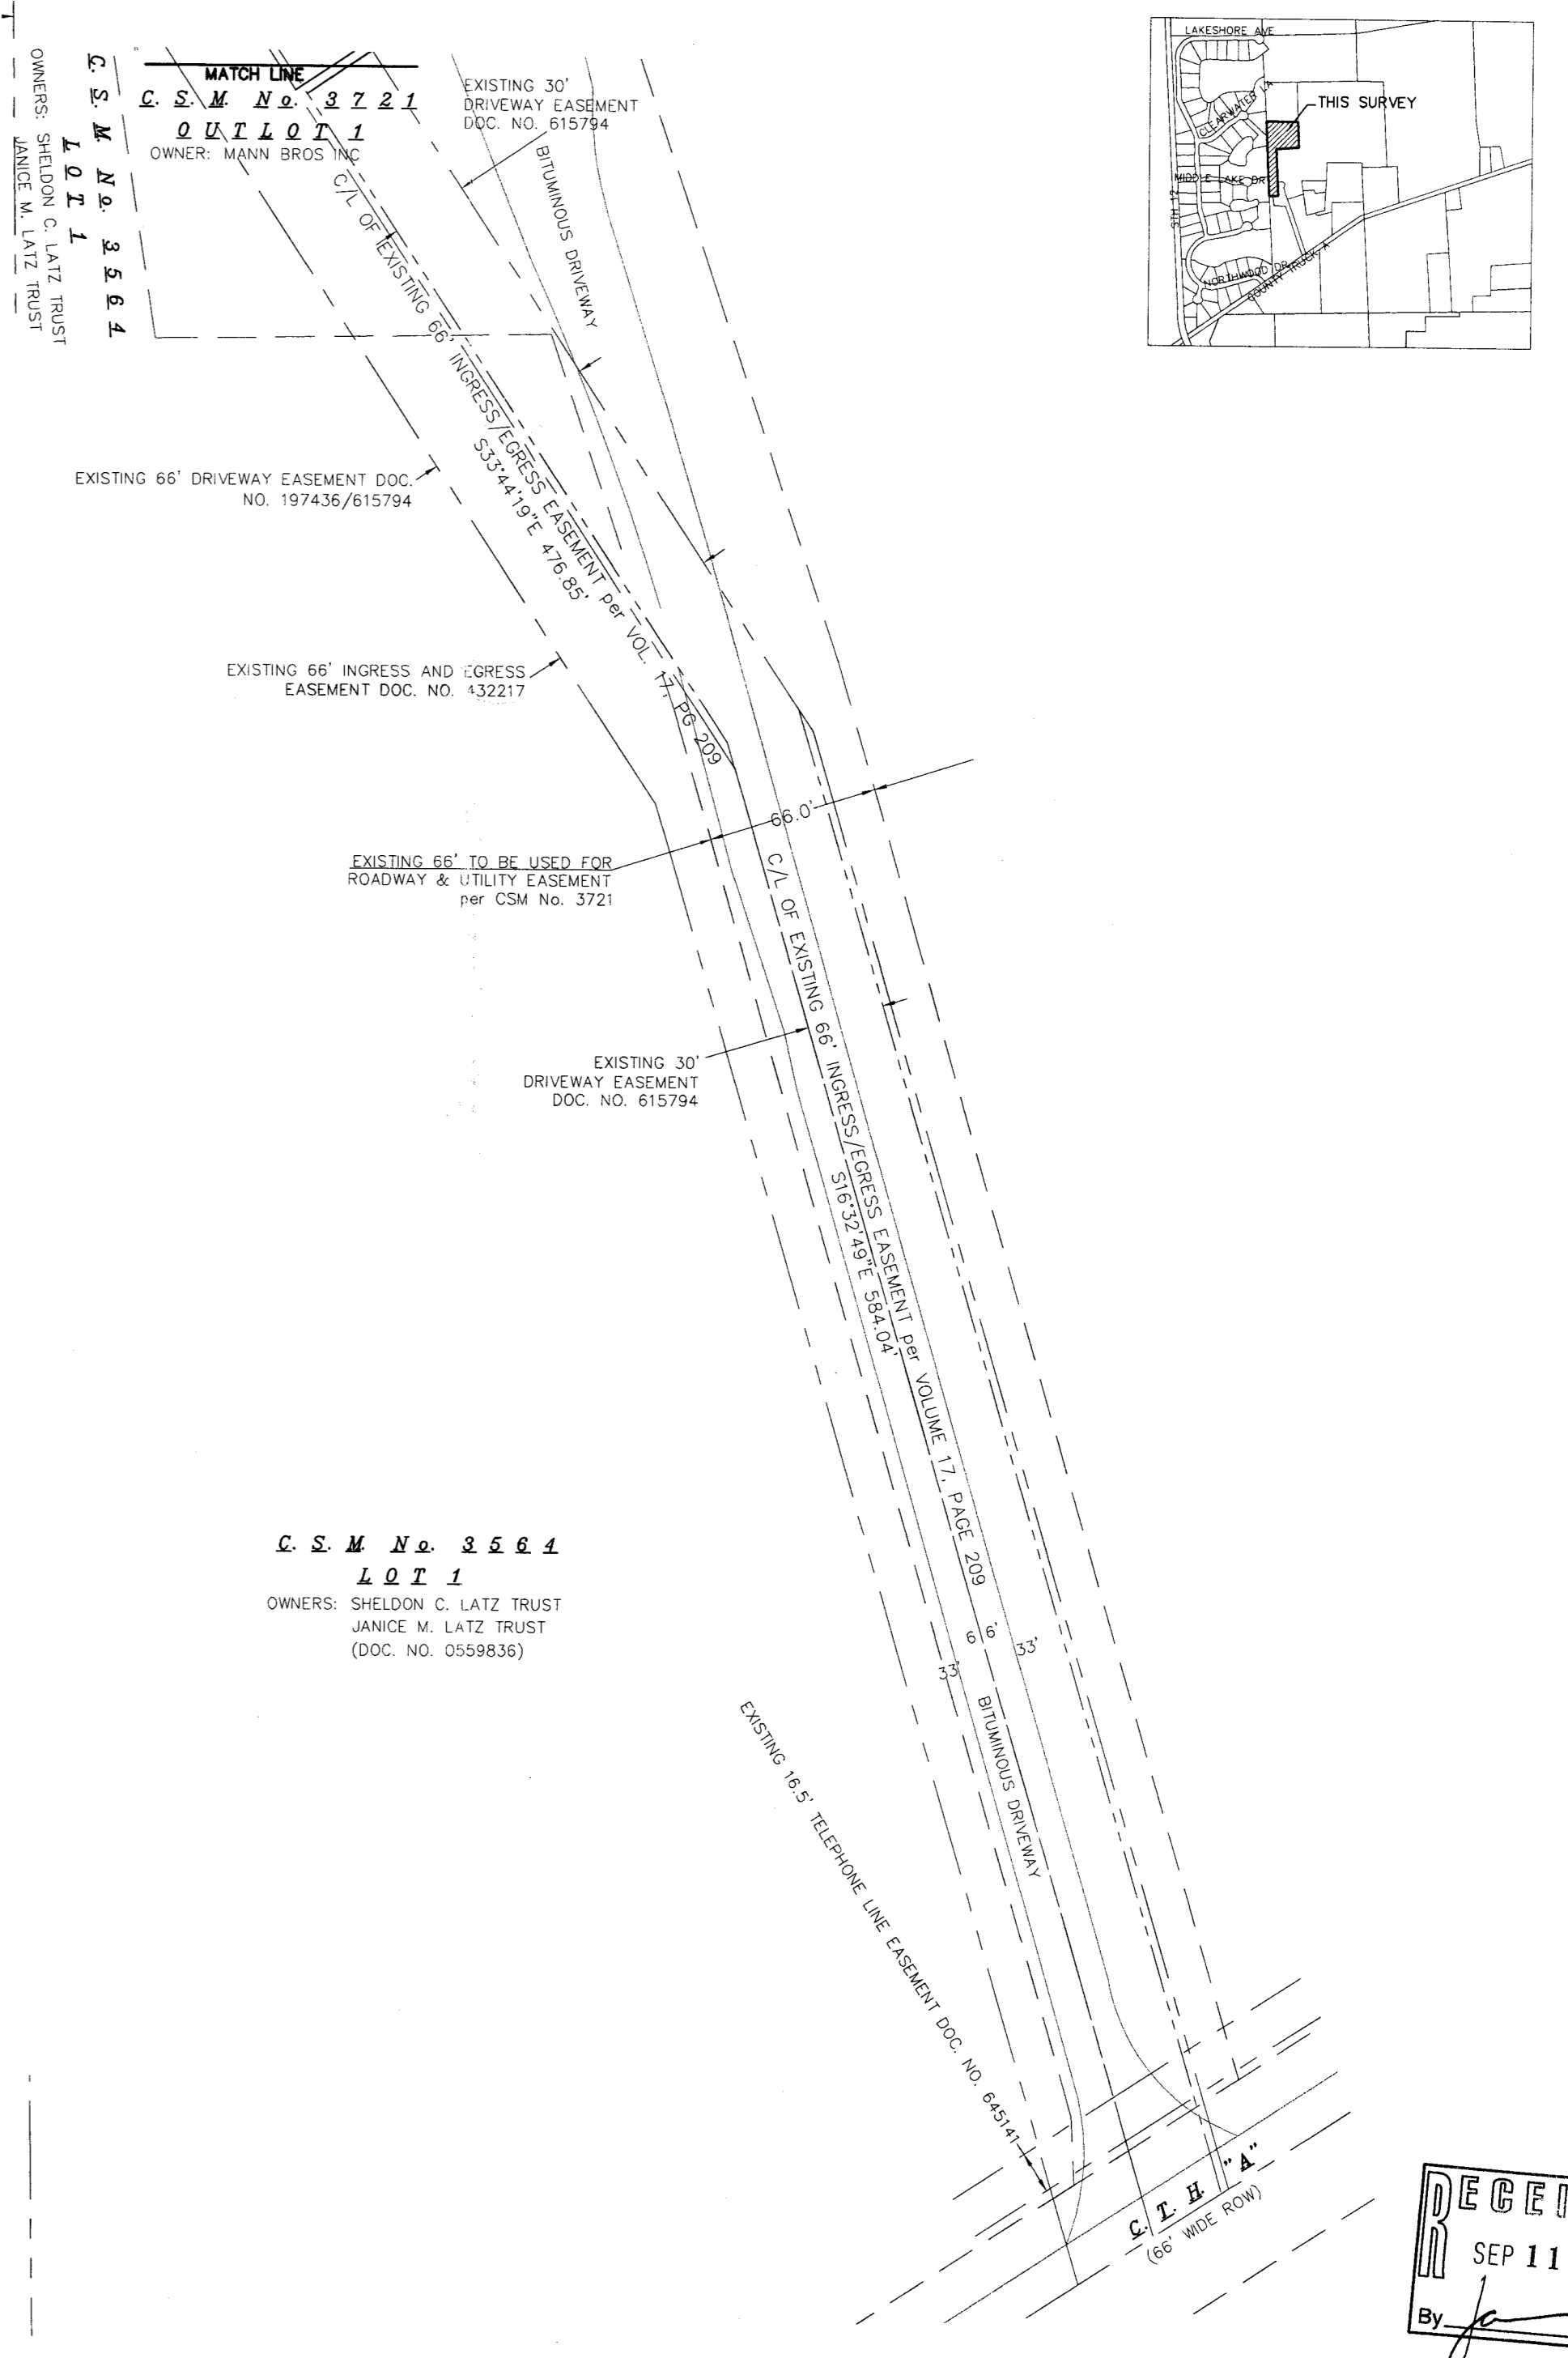 MATCH LINE
C. S. M. No. 3721
OUTLOT 1
OWNER: MANN BROS INC
C. S. M. No. 3564
LOT 1
OWNERS: SHELDON C. LATZ TRUST
JANICE M. LATZ TRUST
EXISTING 30'
DRIVEWAY EASEMENT
DOC. NO. 615794
BITUMINOUS DRIVEWAY
LAKESHORE AVE
CLEARWATER LA
THIS SURVEY
MIDDLE LAKE DR
STH 12
NORTHWOOD DR
COUNTY TRUCK A
C/L OF EXISTING 66' INGRESS/EGRESS EASEMENT per VOL. 17, PG 209
S33°44'19"E 476.85'
EXISTING 66' DRIVEWAY EASEMENT DOC.
NO. 197436/615794
EXISTING 66' INGRESS AND EGRESS
EASEMENT DOC. NO. 432217
66.0'
EXISTING 66' TO BE USED FOR
ROADWAY & UTILITY EASEMENT
per CSM No. 3721
C/L OF EXISTING 66' INGRESS/EGRESS EASEMENT per VOLUME 17, PAGE 209
S16°32'49"E 584.04'
EXISTING 30'
DRIVEWAY EASEMENT
DOC. NO. 615794
C. S. M. No. 3564
LOT 1
OWNERS: SHELDON C. LATZ TRUST
JANICE M. LATZ TRUST
(DOC. NO. 0559836)
66'
33'
33'
BITUMINOUS DRIVEWAY
EXISTING 16.5' TELEPHONE LINE EASEMENT DOC. NO. 645141
C. T. H. "A"
(66' WIDE ROW)
SEP 11
By